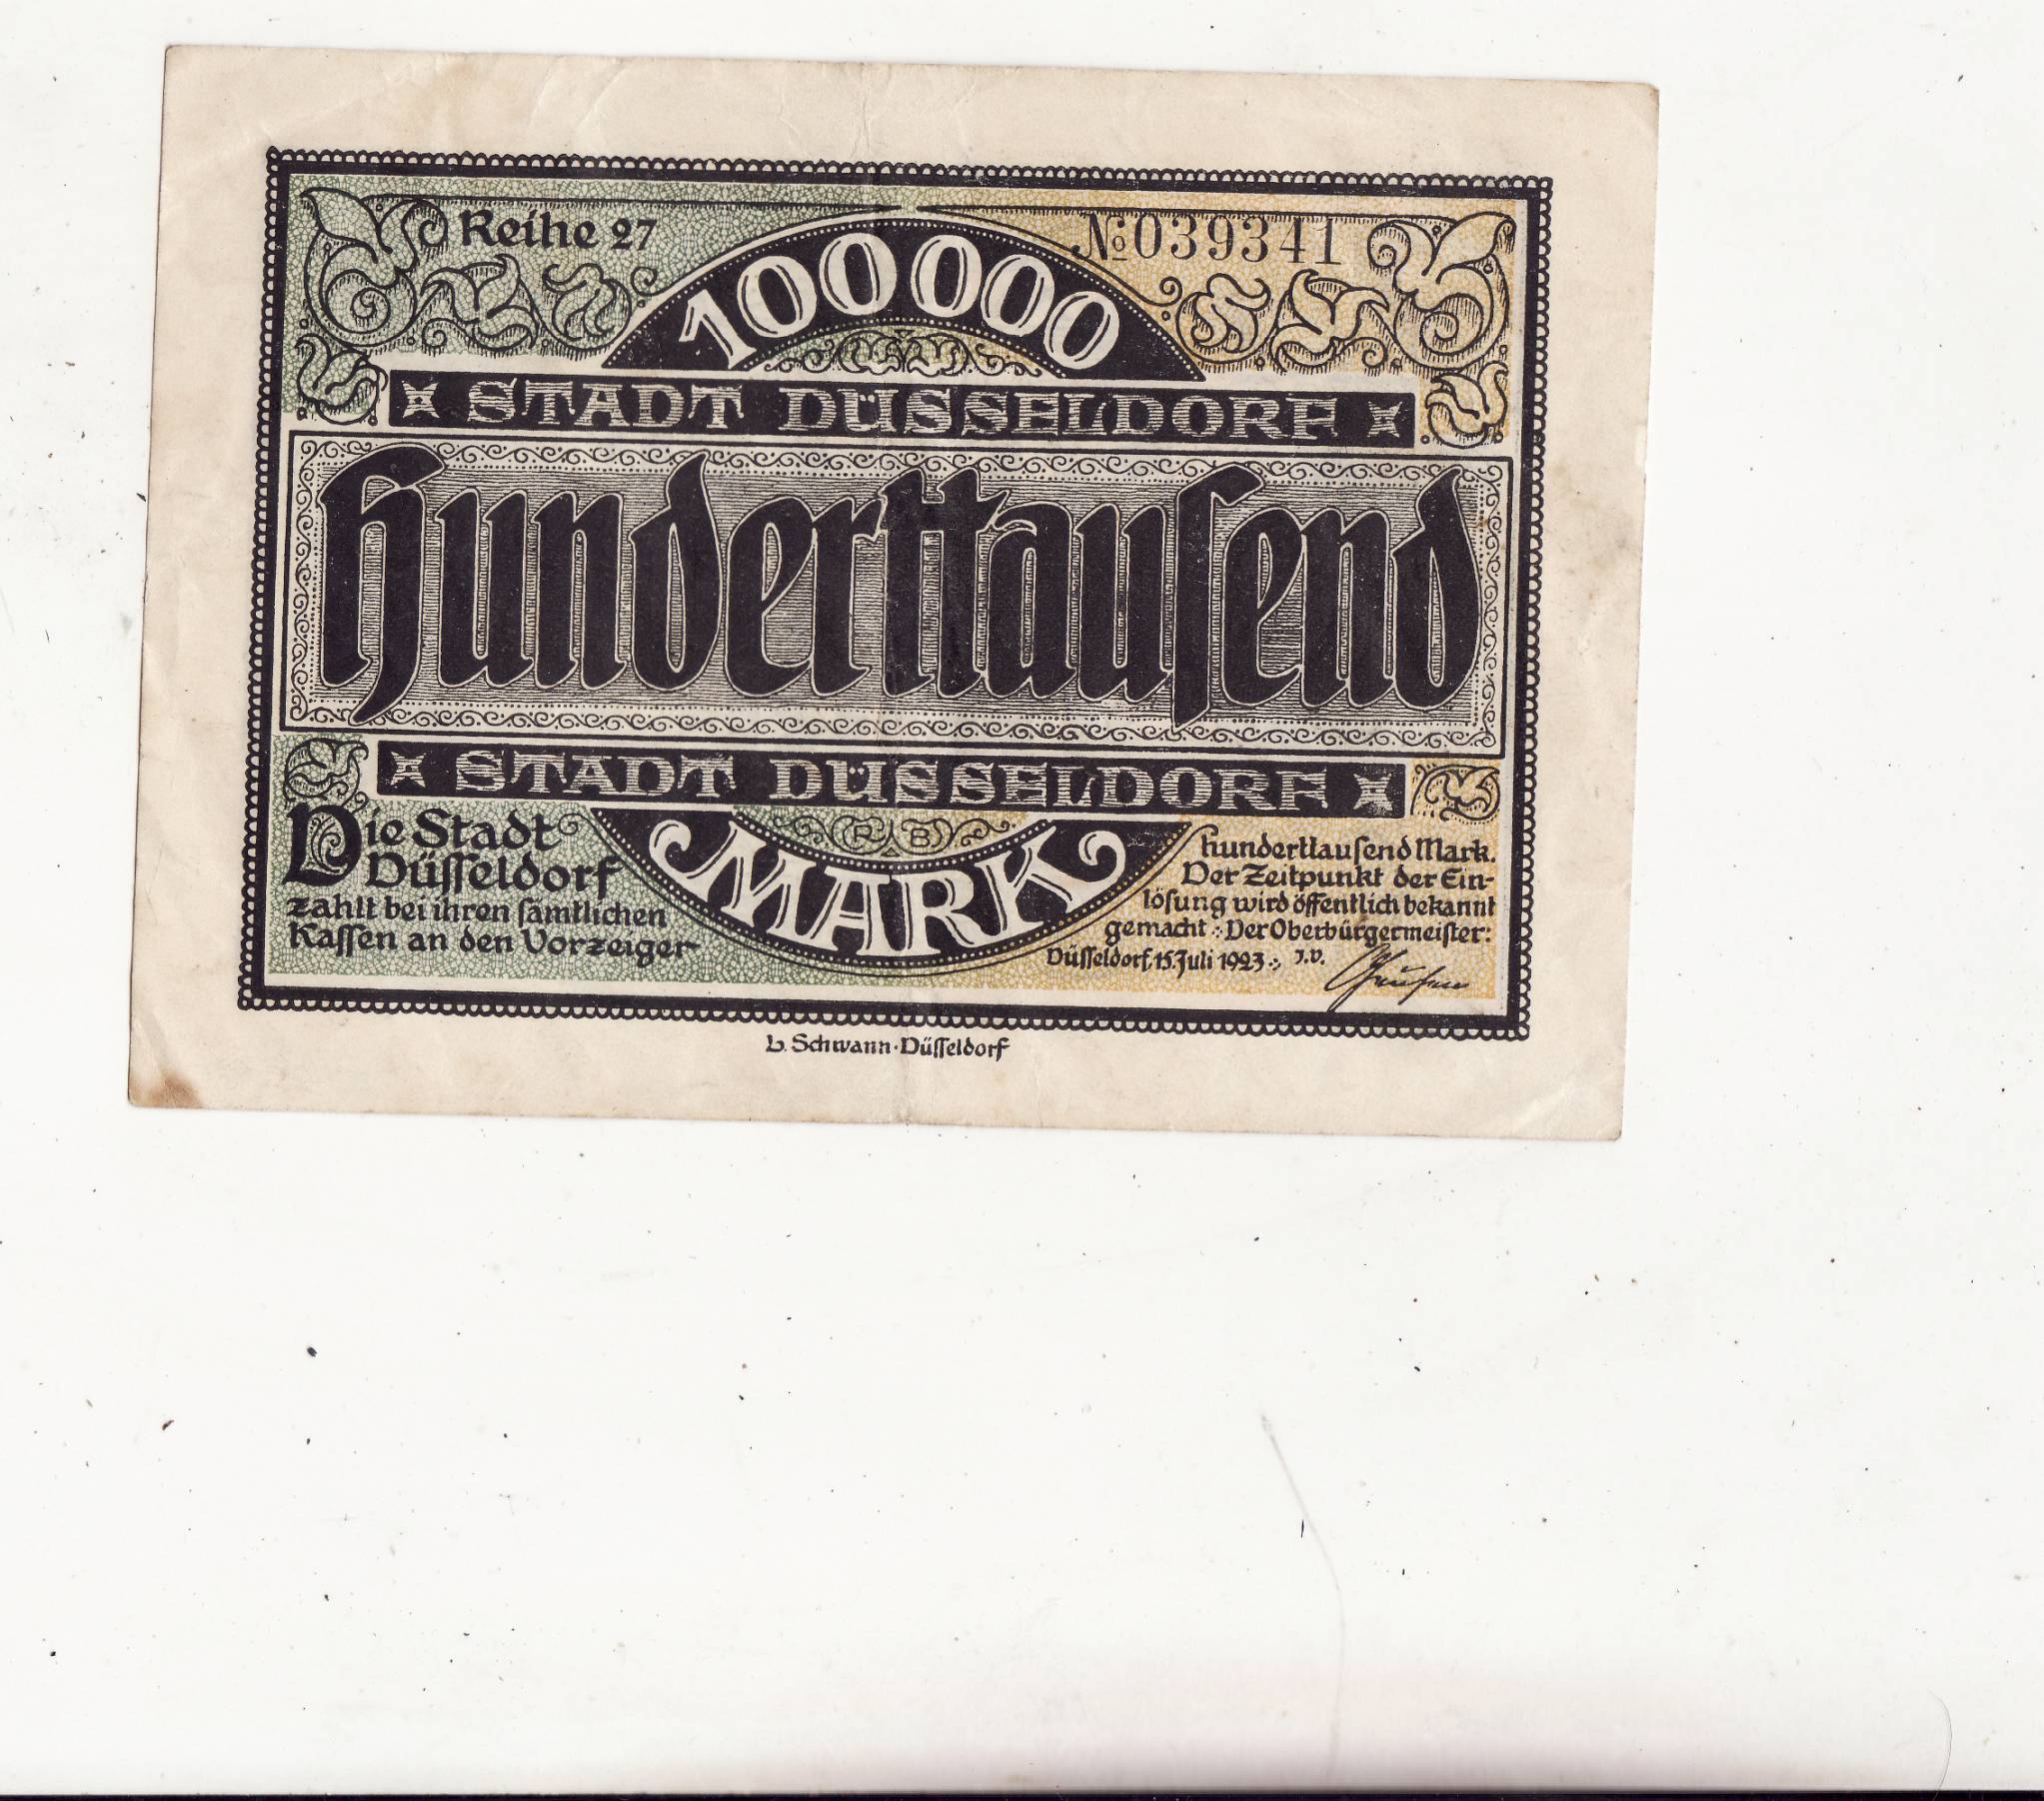 Reihe 27
№039341
100000
STADT DÜSSELDORF
Hunderttausend
STADT DÜSSELDORF
Die Stadt
Düsseldorf
zahlt bei ihren sämtlichen
Kassen an den Vorzeiger
RB
MARK
hunderttausend Mark.
Der Zeitpunkt der Ein-
lösung wird öffentlich bekannt
gemacht : Der Oberbürgermeister:
Düsseldorf, 15. Juli 1923 : J.V.
L. Schwann · Düsseldorf